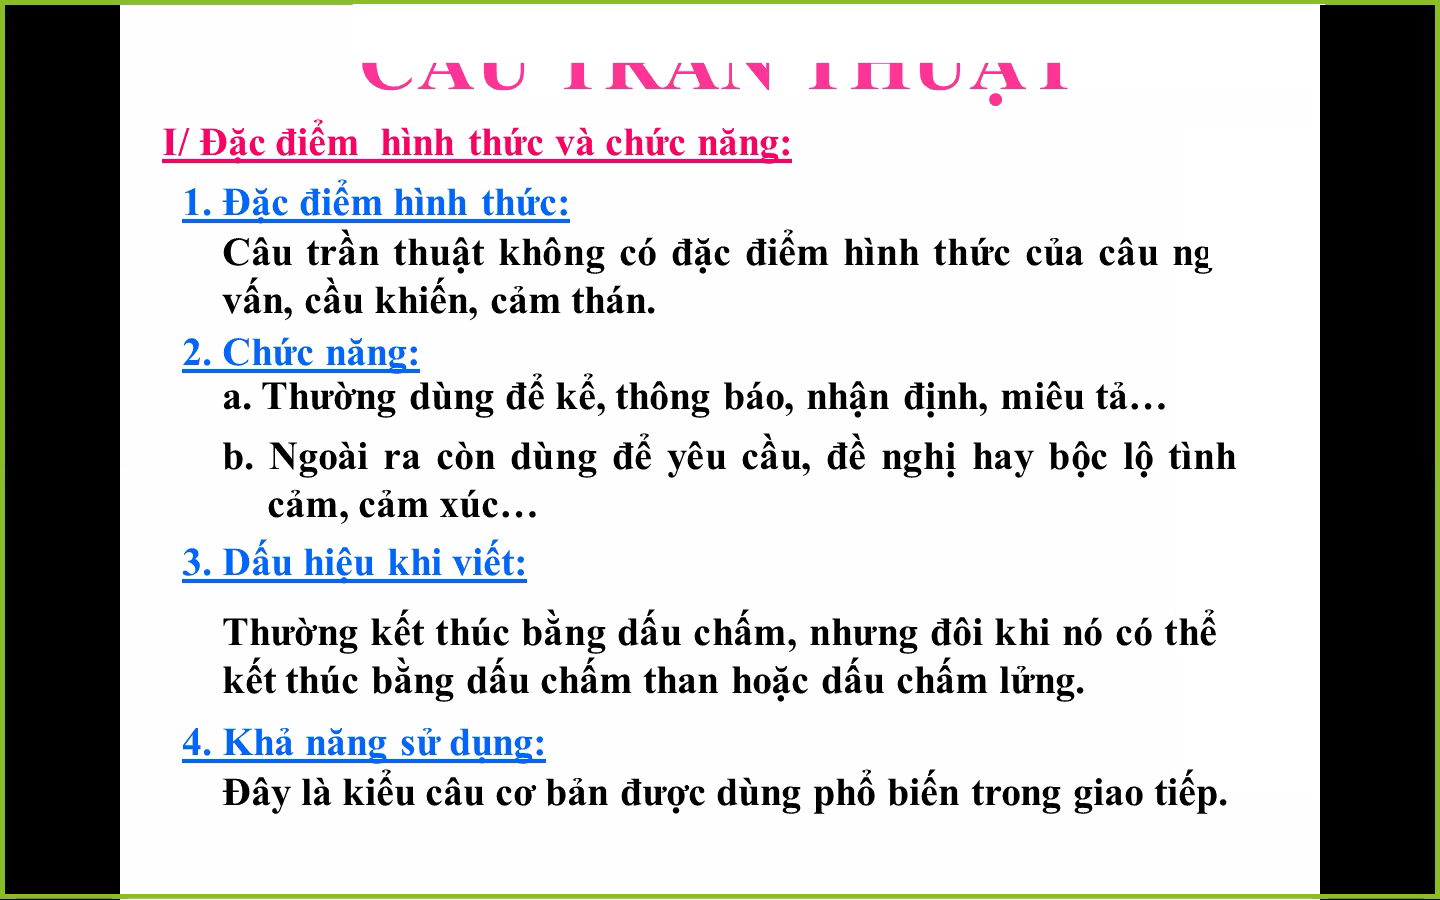 CÂU TRẦN THUẬT
I/ Đặc điểm hình thức và chức năng:
1. Đặc điểm hình thức:
Câu trần thuật không có đặc điểm hình thức của câu ng
vấn, cầu khiến, cảm thán.
2. Chức năng:
a. Thường dùng để kể, thông báo, nhận định, miêu tả…
b. Ngoài ra còn dùng để yêu cầu, đề nghị hay bộc lộ tình
cảm, cảm xúc…
3. Dấu hiệu khi viết:
Thường kết thúc bằng dấu chấm, nhưng đôi khi nó có thể
kết thúc bằng dấu chấm than hoặc dấu chấm lửng.
4. Khả năng sử dụng:
Đây là kiểu câu cơ bản được dùng phổ biến trong giao tiếp.